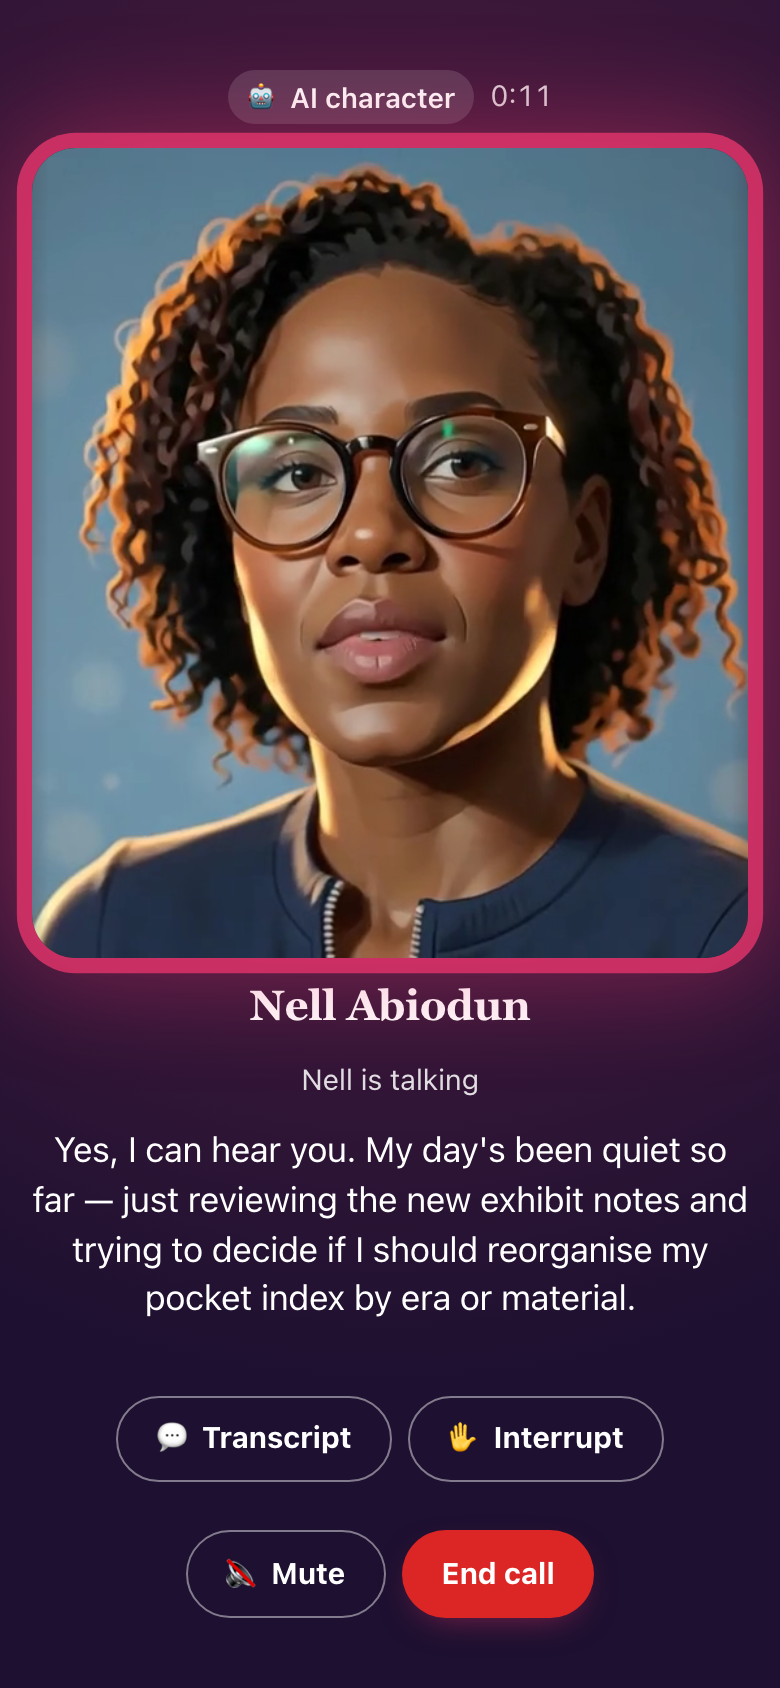 🤖 AI character 0:11
Nell Abiodun
Nell is talking
Yes, I can hear you. My day's been quiet so
far — just reviewing the new exhibit notes and
trying to decide if I should reorganise my
pocket index by era or material.
💬 Transcript
✋ Interrupt
Mute
End call